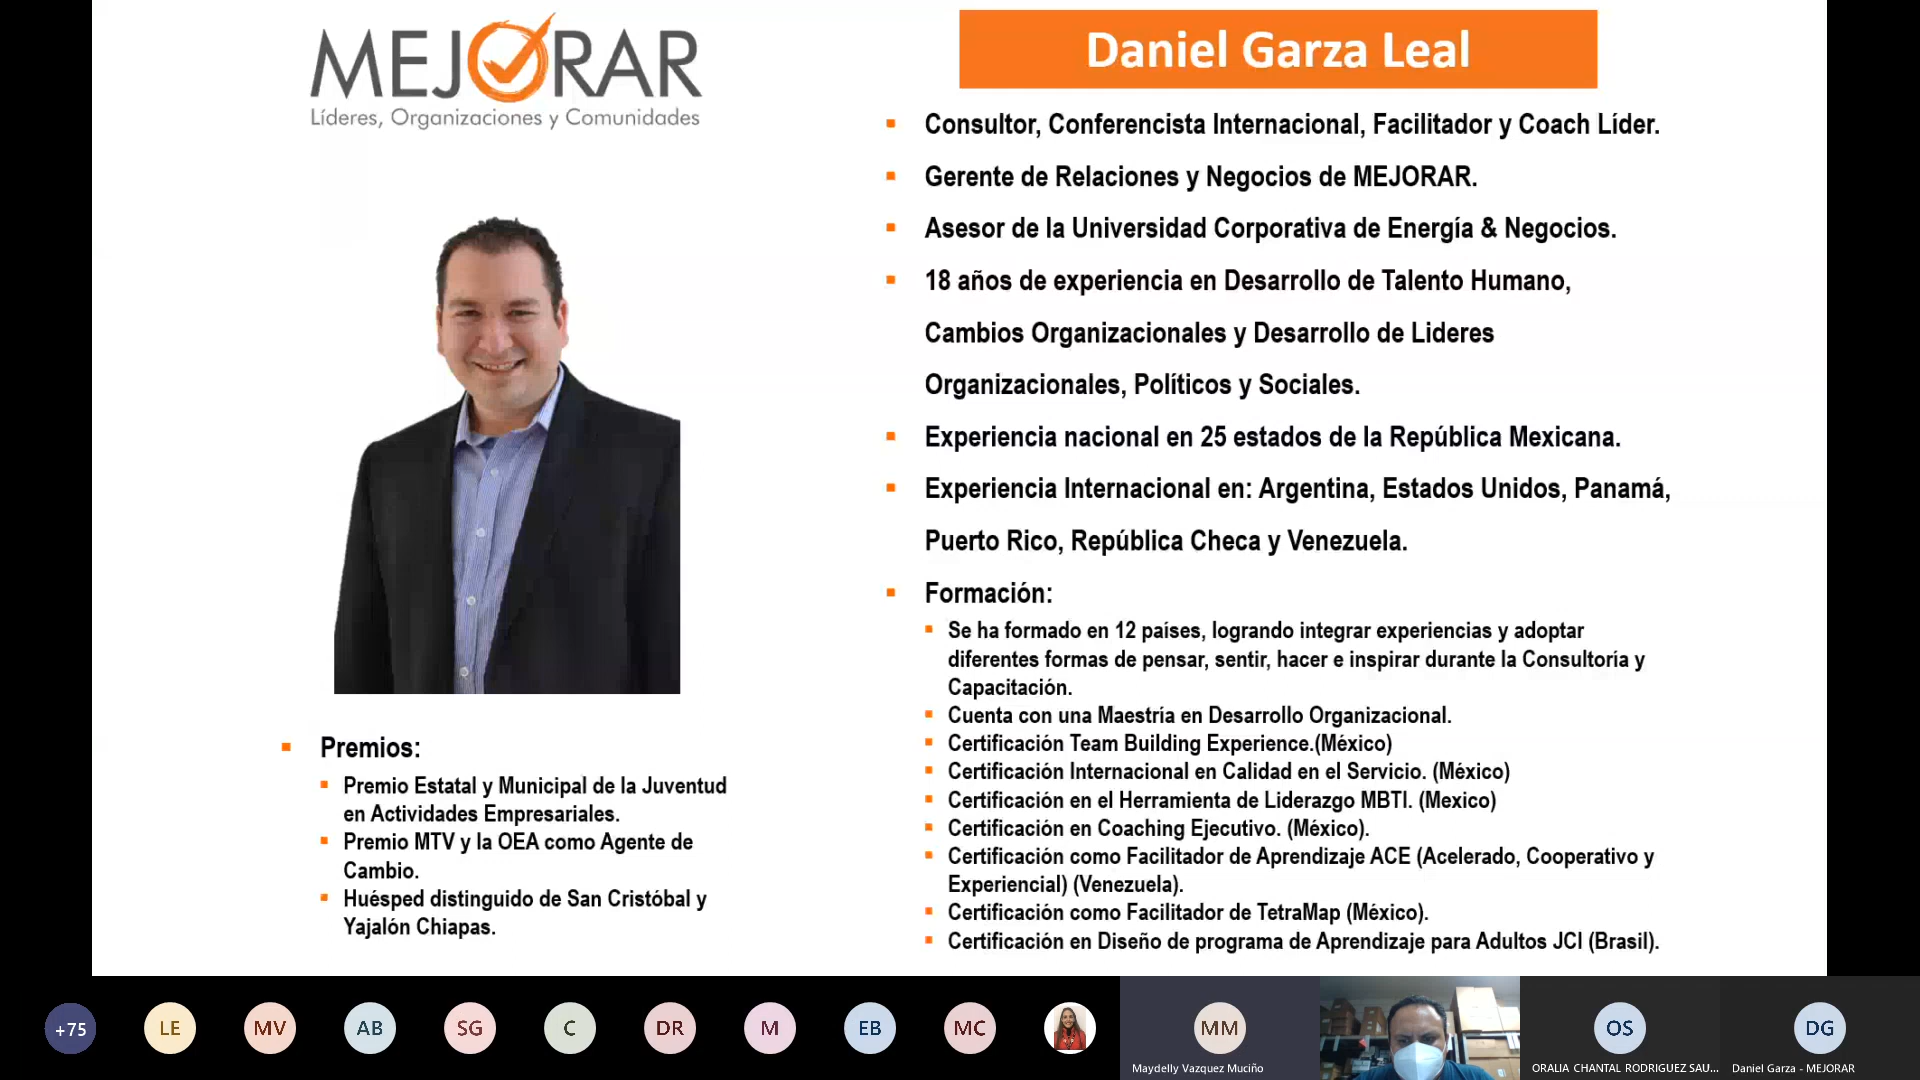 MEJORAR
Líderes, Organizaciones y Comunidades
Premios:
Premio Estatal y Municipal de la Juventud
en Actividades Empresariales.
Premio MTV y la OEA como Agente de
Cambio.
Huésped distinguido de San Cristóbal y
Yajalón Chiapas.
Daniel Garza Leal
Consultor, Conferencista Internacional, Facilitador y Coach Líder.
Gerente de Relaciones y Negocios de MEJORAR.
Asesor de la Universidad Corporativa de Energía & Negocios.
18 años de experiencia en Desarrollo de Talento Humano,
Cambios Organizacionales y Desarrollo de Lideres
Organizacionales, Políticos y Sociales.
Experiencia nacional en 25 estados de la República Mexicana.
Experiencia Internacional en: Argentina, Estados Unidos, Panamá,
Puerto Rico, República Checa y Venezuela.
Formación:
Se ha formado en 12 países, logrando integrar experiencias y adoptar
diferentes formas de pensar, sentir, hacer e inspirar durante la Consultoría y
Capacitación.
Cuenta con una Maestría en Desarrollo Organizacional.
Certificación Team Building Experience.(México)
Certificación Internacional en Calidad en el Servicio. (México)
Certificación en el Herramienta de Liderazgo MBTI. (Mexico)
Certificación en Coaching Ejecutivo. (México).
Certificación como Facilitador de Aprendizaje ACE (Acelerado, Cooperativo y
Experiencial) (Venezuela).
Certificación como Facilitador de TetraMap (México).
Certificación en Diseño de programa de Aprendizaje para Adultos JCI (Brasil).
+75 LE MV AB SG C DR M EB MC MM OS DG
Maydelly Vazquez Muciño
ORALIA CHANTAL RODRIGUEZ SAU...
Daniel Garza - MEJORAR